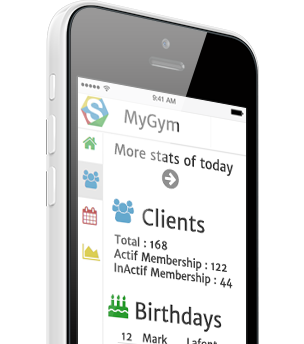 9:41 AM
S
MyGym
More stats of today
Clients
Total : 168
Actif Membership : 122
InActif Membership : 44
Birthdays
12 Mark Lafont